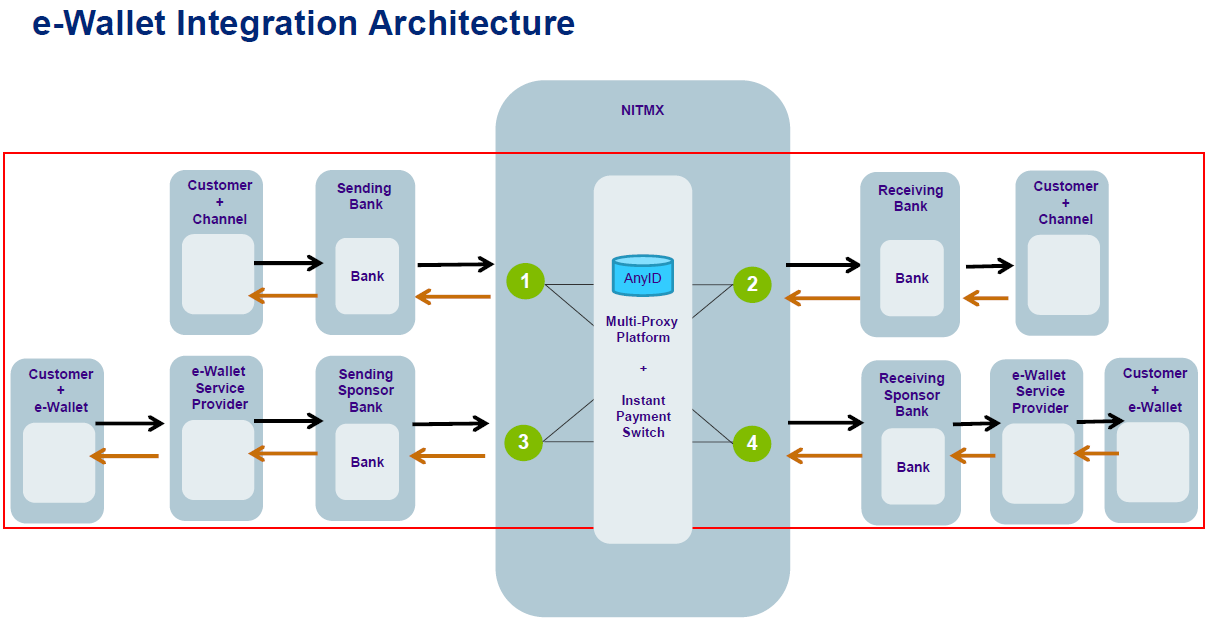 e-Wallet Integration Architecture
NITMX
Customer
+
Channel
Sending
Bank
Bank
1
AnyID
Multi-Proxy
Platform
+
Instant
Payment
Switch
2
Receiving
Bank
Bank
Customer
+
Channel
Customer
+
e-Wallet
e-Wallet
Service
Provider
Sending
Sponsor
Bank
Bank
3
4
Receiving
Sponsor
Bank
Bank
e-Wallet
Service
Provider
Customer
+
e-Wallet